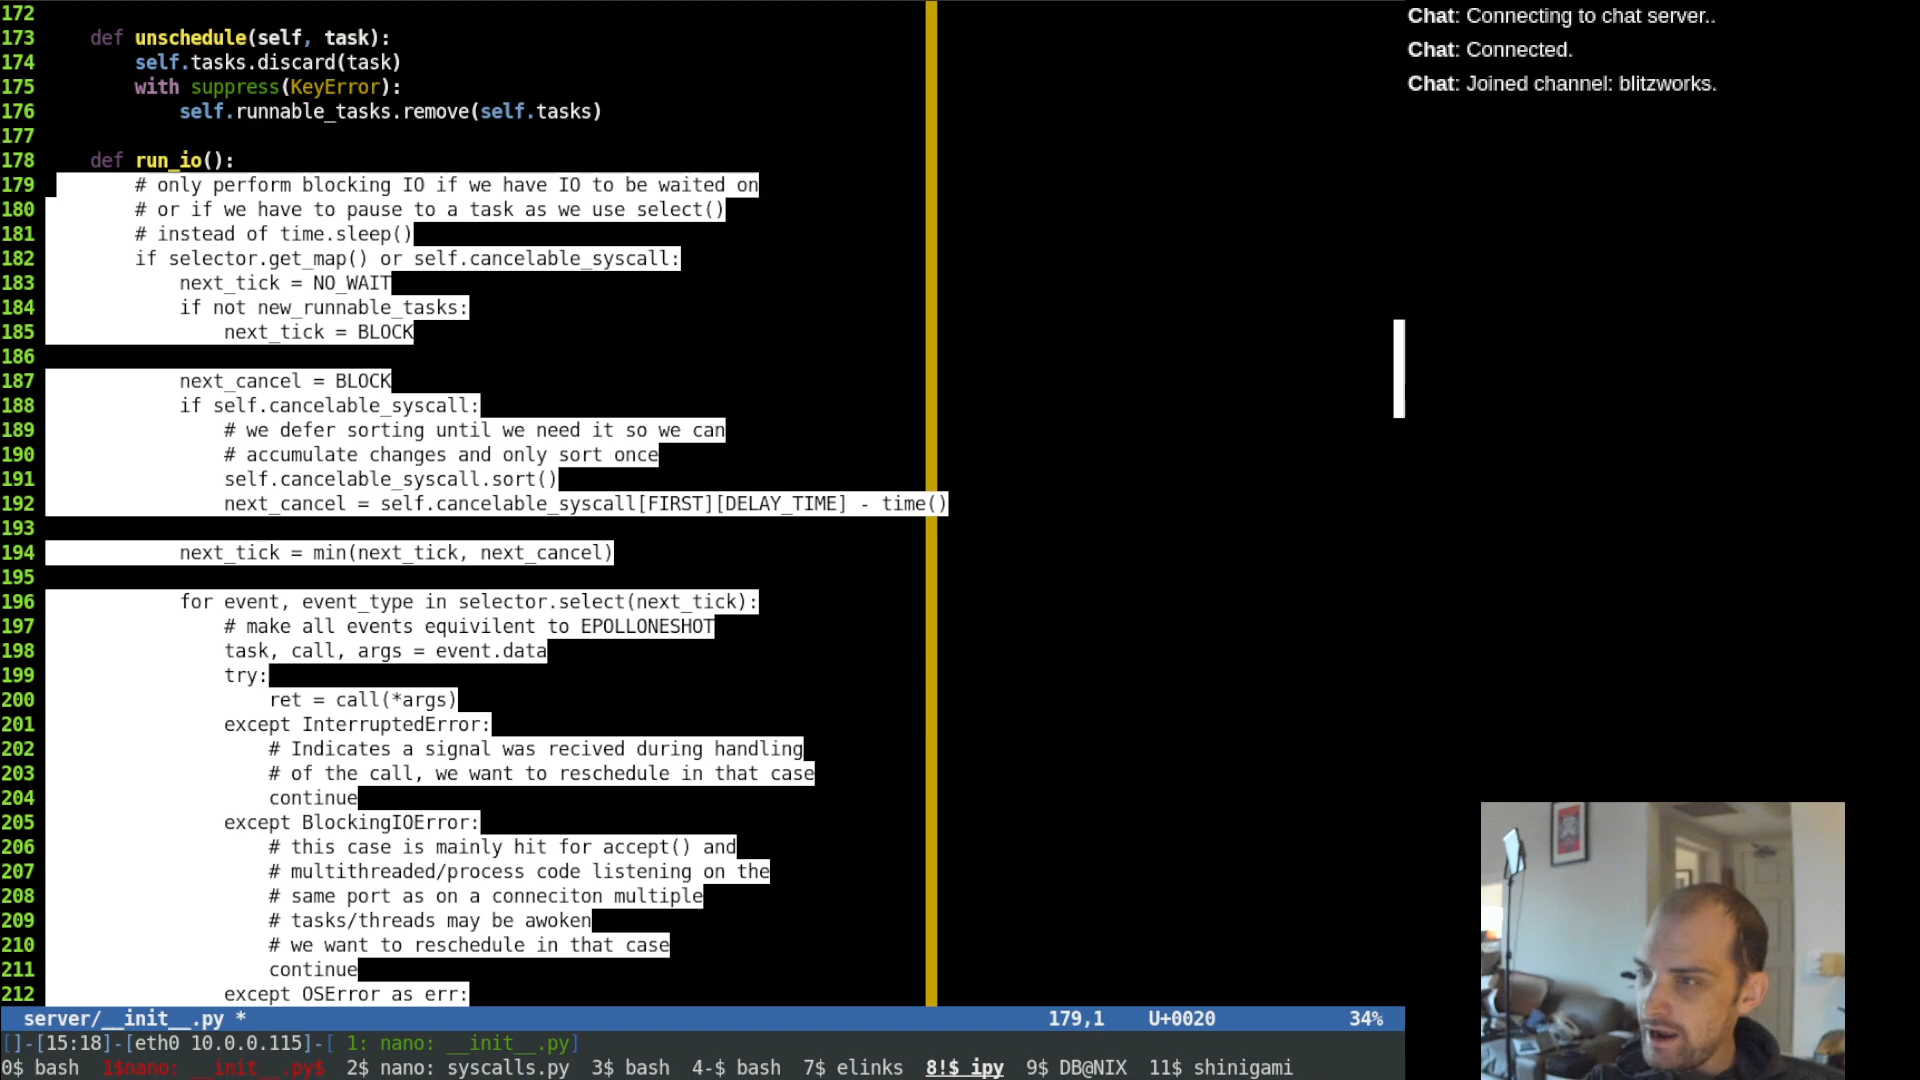 172
173     def unschedule(self, task):
174         self.tasks.discard(task)
175         with suppress(KeyError):
176             self.runnable_tasks.remove(self.tasks)
177
178     def run_io():
179         # only perform blocking IO if we have IO to be waited on
180         # or if we have to pause to a task as we use select()
181         # instead of time.sleep()
182         if selector.get_map() or self.cancelable_syscall:
183             next_tick = NO_WAIT
184             if not new_runnable_tasks:
185                 next_tick = BLOCK
186
187             next_cancel = BLOCK
188             if self.cancelable_syscall:
189                 # we defer sorting until we need it so we can
190                 # accumulate changes and only sort once
191                 self.cancelable_syscall.sort()
192                 next_cancel = self.cancelable_syscall[FIRST][DELAY_TIME] - time()
193
194             next_tick = min(next_tick, next_cancel)
195
196             for event, event_type in selector.select(next_tick):
197                 # make all events equivilent to EPOLLONESHOT
198                 task, call, args = event.data
199                 try:
200                     ret = call(*args)
201                 except InterruptedError:
202                     # Indicates a signal was recived during handling
203                     # of the call, we want to reschedule in that case
204                     continue
205                 except BlockingIOError:
206                     # this case is mainly hit for accept() and
207                     # multithreaded/process code listening on the
208                     # same port as on a conneciton multiple
209                     # tasks/threads may be awoken
210                     # we want to reschedule in that case
211                     continue
212                 except OSError as err:
server/__init__.py * 179,1 U+0020 34%
[]-[15:18]-[eth0 10.0.0.115]-[ 1: nano: __init__.py]
0$ bash 1$nano: __init__.py$ 2$ nano: syscalls.py 3$ bash 4-$ bash 7$ elinks 8!$ ipy 9$ DB@NIX 11$ shinigami
Chat: Connecting to chat server..
Chat: Connected.
Chat: Joined channel: blitzworks.